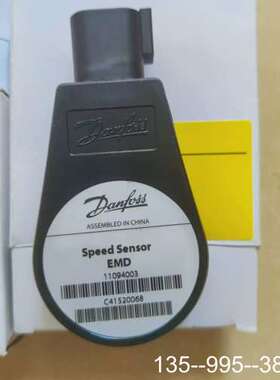 Danfoss
Danfoss
ASSEMBLED IN CHINA
Speed Sensor
EMD
11094003
C41520068
135--995--38